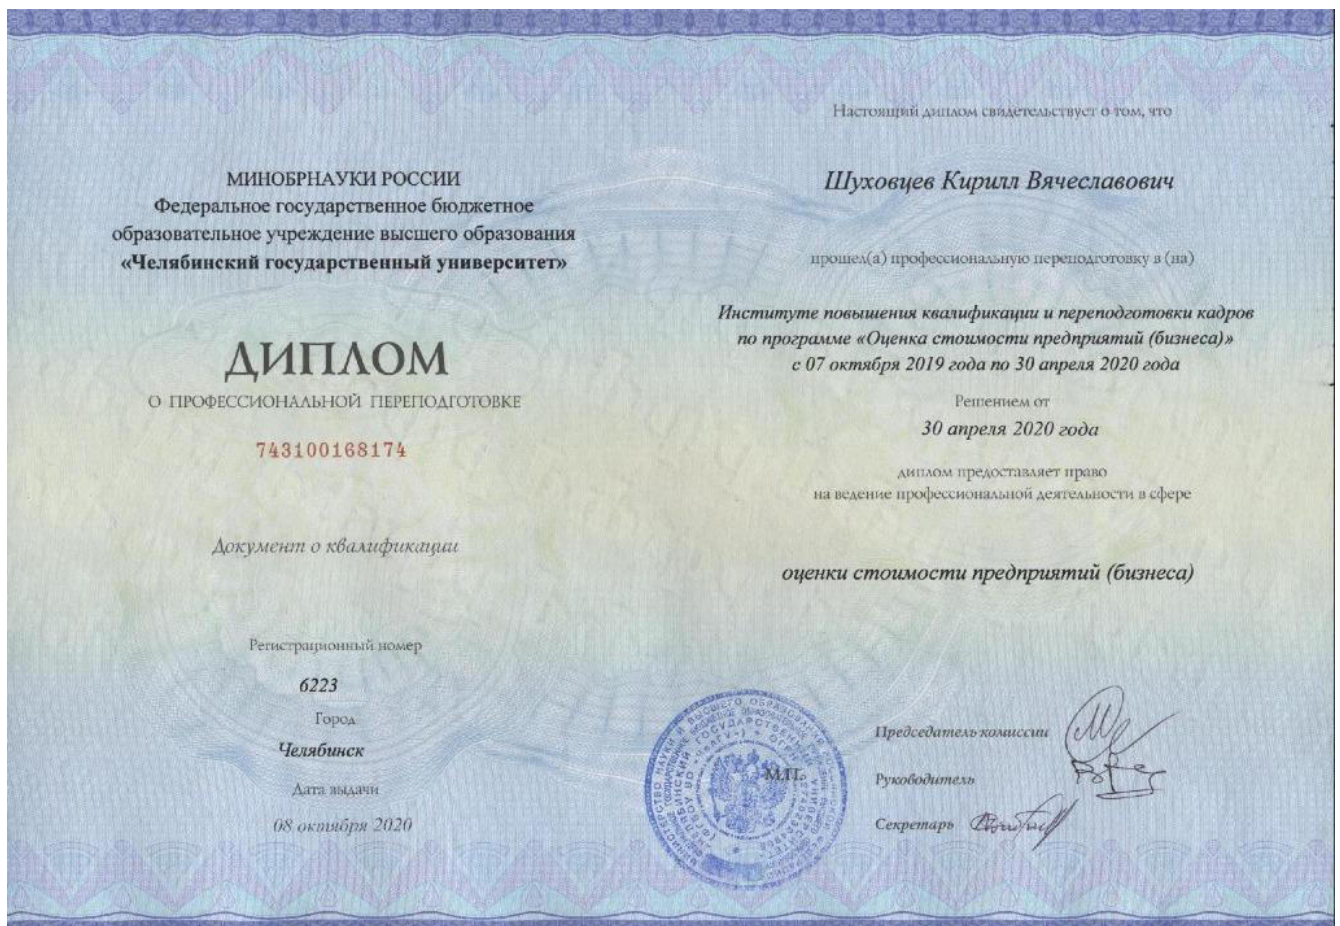 МИНОБРНАУКИ РОССИИ
Федеральное государственное бюджетное
образовательное учреждение высшего образования
«Челябинский государственный университет»
ДИПЛОМ
О ПРОФЕССИОНАЛЬНОЙ ПЕРЕПОДГОТОВКЕ
743100168174
Документ о квалификации
Регистрационный номер
6223
Город
Челябинск
Дата выдачи
08 октября 2020
Настоящий диплом свидетельствует о том, что
Шуховцев Кирилл Вячеславович
прошел(а) профессиональную переподготовку в (на)
Институте повышения квалификации и переподготовки кадров
по программе «Оценка стоимости предприятий (бизнеса)»
с 07 октября 2019 года по 30 апреля 2020 года
Решением от
30 апреля 2020 года
диплом предоставляет право
на ведение профессиональной деятельности в сфере
оценки стоимости предприятий (бизнеса)
М.П.
Председатель комиссии
Руководитель
Секретарь